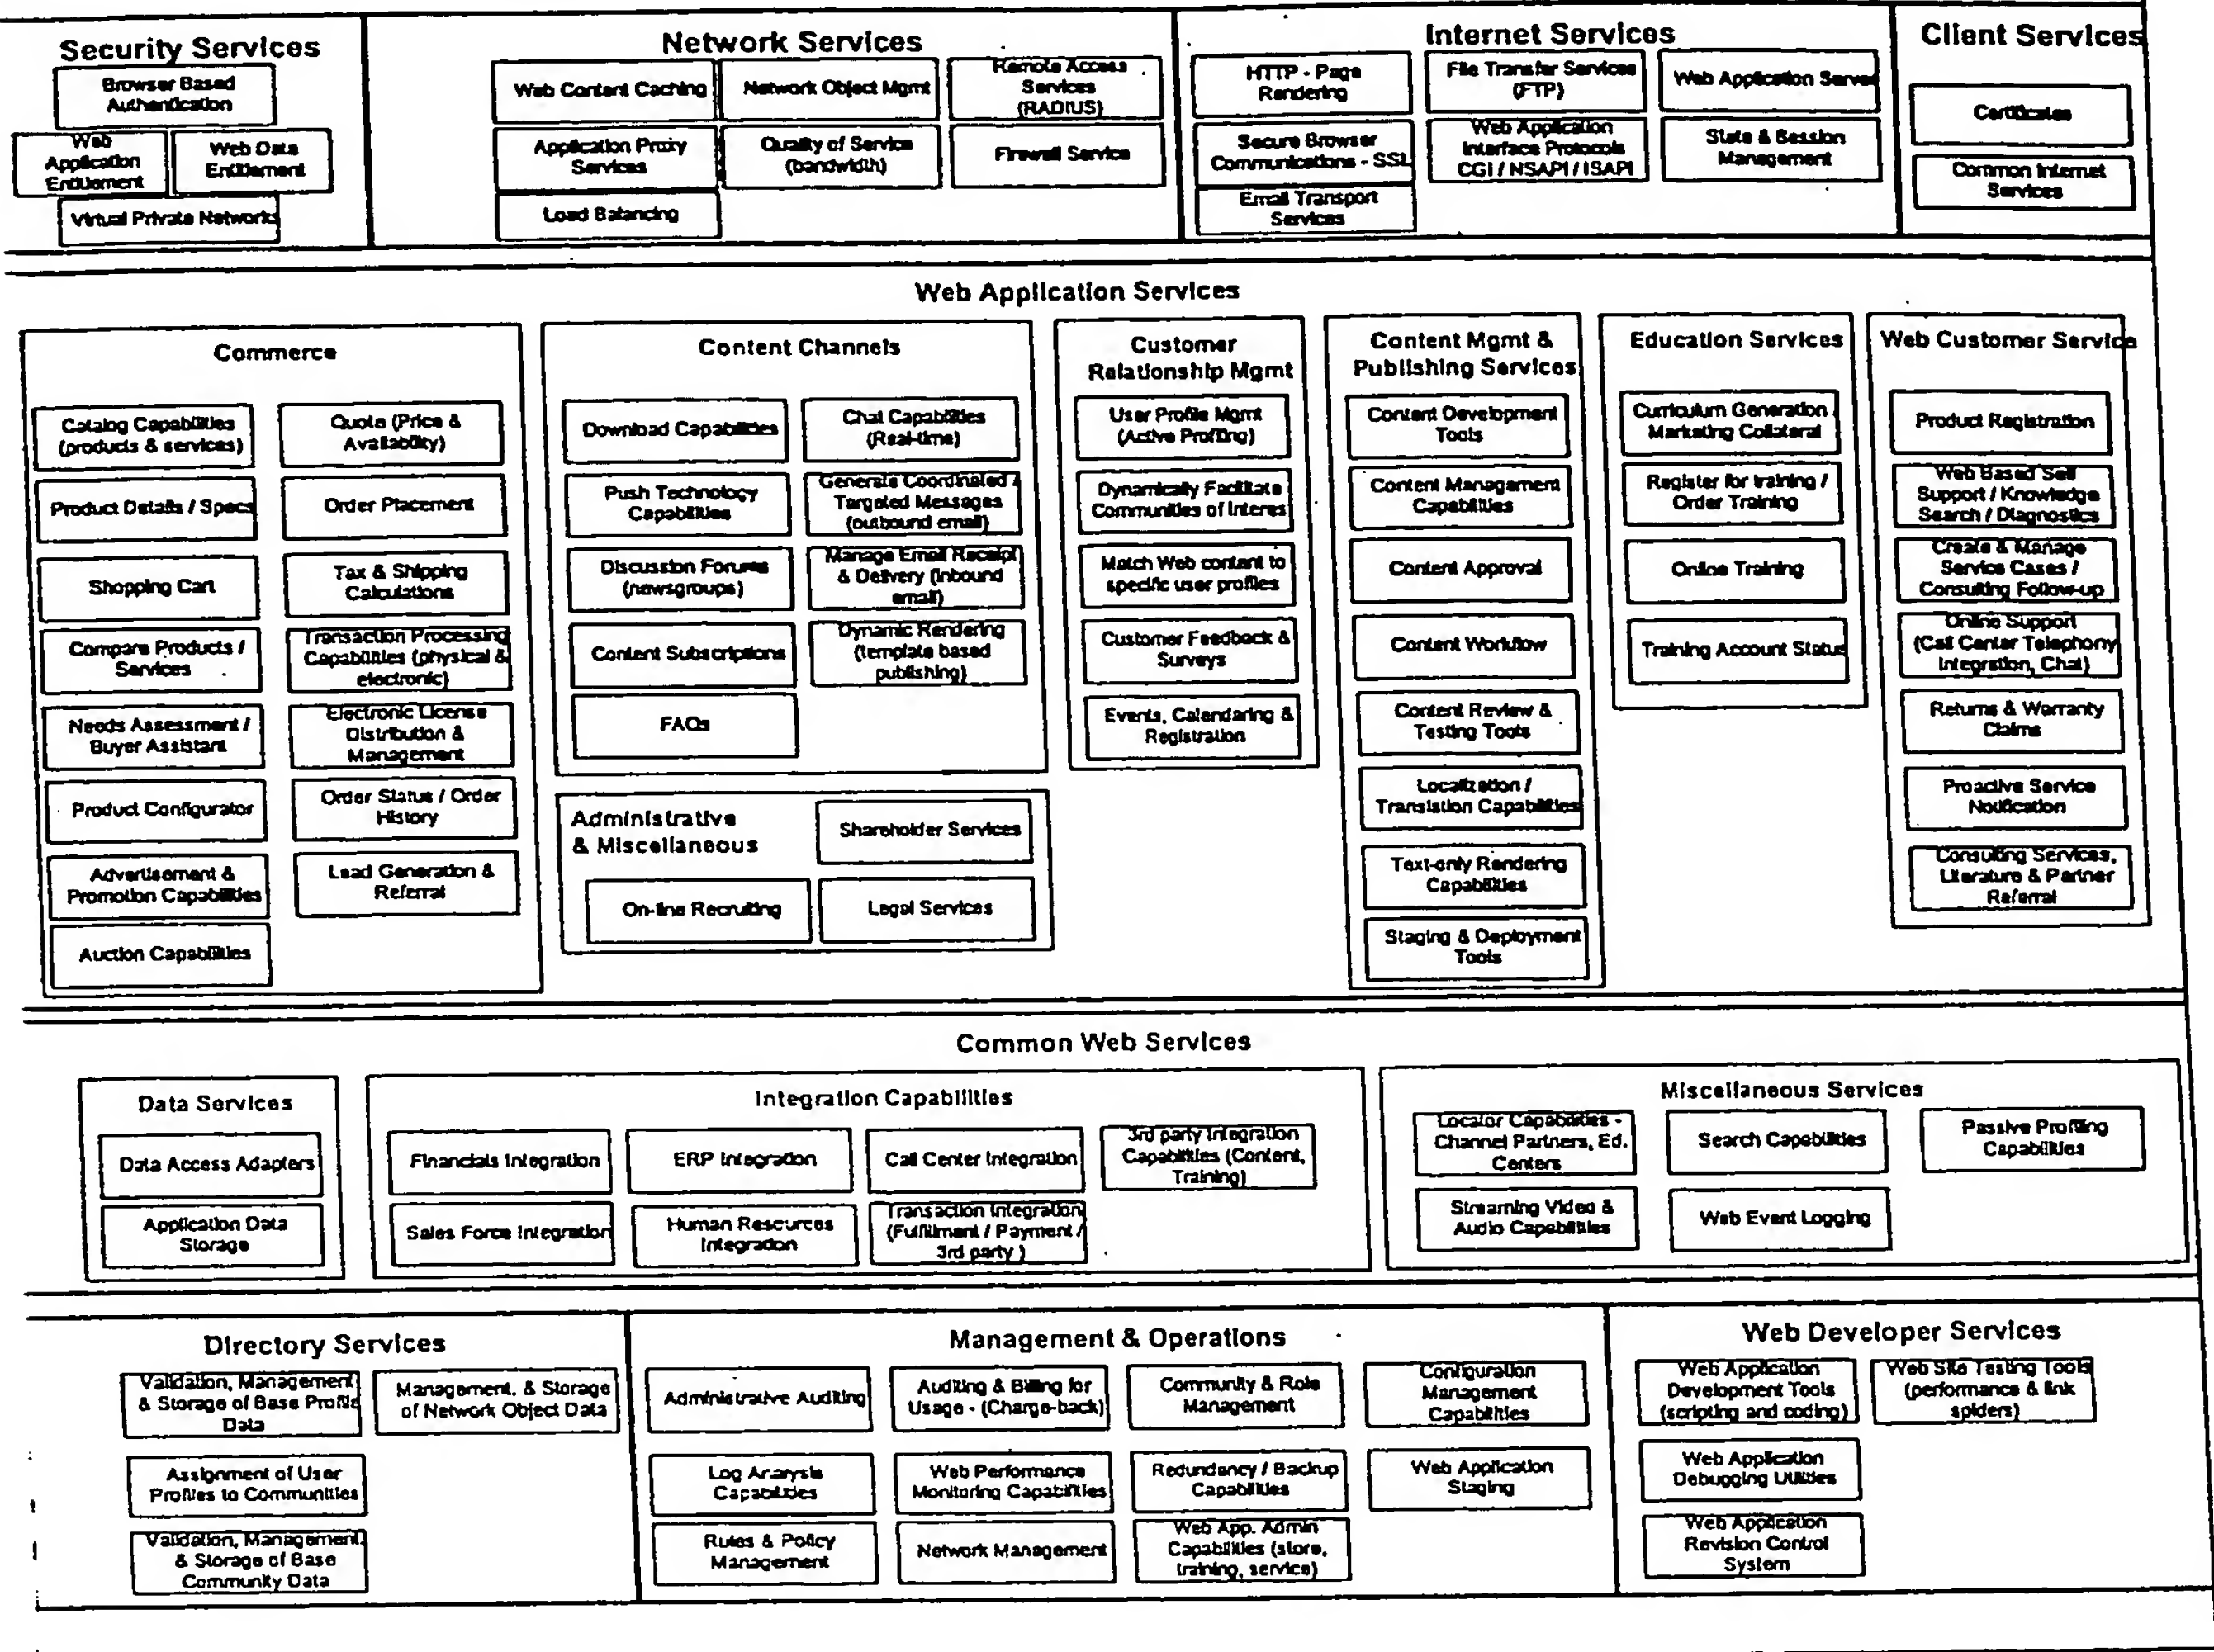 Security Services
Browser Based
Authentication
Web
Application
Entitlement
Web Data
Entitlement
Virtual Private Networks
Network Services
Web Content Caching
Network Object Mgmt
Remote Access
Services
(RADIUS)
Application Proxy
Services
Quality of Service
(bandwidth)
Firewall Service
Load Balancing
Internet Services
HTTP - Page
Rendering
File Transfer Services
(FTP)
Web Application Server
Secure Browser
Communications - SSL
Web Application
Interface Protocols
CGI / NSAPI / ISAPI
State & Session
Management
Email Transport
Services
Client Services
Certificates
Common Internet
Services
Web Application Services
Commerce
Catalog Capabilities
(products & services)
Quote (Price &
Availability)
Product Details / Specs
Order Placement
Shopping Cart
Tax & Shipping
Calculations
Compare Products /
Services
Transaction Processing
Capabilities (physical &
electronic)
Needs Assessment /
Buyer Assistant
Electronic License
Distribution &
Management
Product Configurator
Order Status / Order
History
Advertisement &
Promotion Capabilities
Lead Generation &
Referral
Auction Capabilities
Content Channels
Download Capabilities
Chat Capabilities
(Real-time)
Push Technology
Capabilities
Generate Coordinated /
Targeted Messages
(outbound email)
Discussion Forums
(newsgroups)
Manage Email Receipt
& Delivery (inbound
email)
Content Subscriptions
Dynamic Rendering
(template based
publishing)
FAQs
Administrative
& Miscellaneous
Shareholder Services
On-line Recruiting
Legal Services
Customer
Relationship Mgmt
User Profile Mgmt
(Active Profiling)
Dynamically Facilitate
Communities of Interes
Match Web content to
specific user profiles
Customer Feedback &
Surveys
Events, Calendaring &
Registration
Content Mgmt &
Publishing Services
Content Development
Tools
Content Management
Capabilities
Content Approval
Content Workflow
Content Review &
Testing Tools
Localization /
Translation Capabilities
Text-only Rendering
Capabilities
Staging & Deployment
Tools
Education Services
Curriculum Generation
Marketing Collateral
Register for training /
Order Training
Online Training
Training Account Status
Web Customer Service
Product Registration
Web Based Self
Support / Knowledge
Search / Diagnostics
Create & Manage
Service Cases /
Consulting Follow-up
Online Support
(Call Center Telephony
Integration, Chat)
Returns & Warranty
Claims
Proactive Service
Notification
Consulting Services,
Literature & Partner
Referral
Common Web Services
Data Services
Data Access Adapters
Application Data
Storage
Integration Capabilities
Financials Integration
ERP Integration
Call Center Integration
3rd party Integration
Capabilities (Content,
Training)
Sales Force Integration
Human Resources
Integration
Transaction Integration
(Fulfillment / Payment /
3rd party )
Miscellaneous Services
Locator Capabilities -
Channel Partners, Ed.
Centers
Search Capabilities
Passive Profiling
Capabilities
Streaming Video &
Audio Capabilities
Web Event Logging
Directory Services
Validation, Management
& Storage of Base Profile
Data
Management, & Storage
of Network Object Data
Assignment of User
Profiles to Communities
Validation, Management
& Storage of Base
Community Data
Management & Operations
Administrative Auditing
Auditing & Billing for
Usage - (Charge-back)
Community & Role
Management
Configuration
Management
Capabilities
Log Analysis
Capabilities
Web Performance
Monitoring Capabilities
Redundancy / Backup
Capabilities
Web Application
Staging
Rules & Policy
Management
Network Management
Web App. Admin
Capabilities (store,
training, service)
Web Developer Services
Web Application
Development Tools
(scripting and coding)
Web Site Testing Tools
(performance & link
spiders)
Web Application
Debugging Utilities
Web Application
Revision Control
System